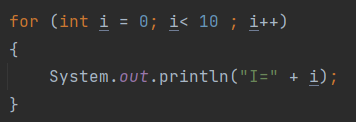 for (int i = 0; i< 10 ; i++)
{
    System.out.println("I=" + i);
}